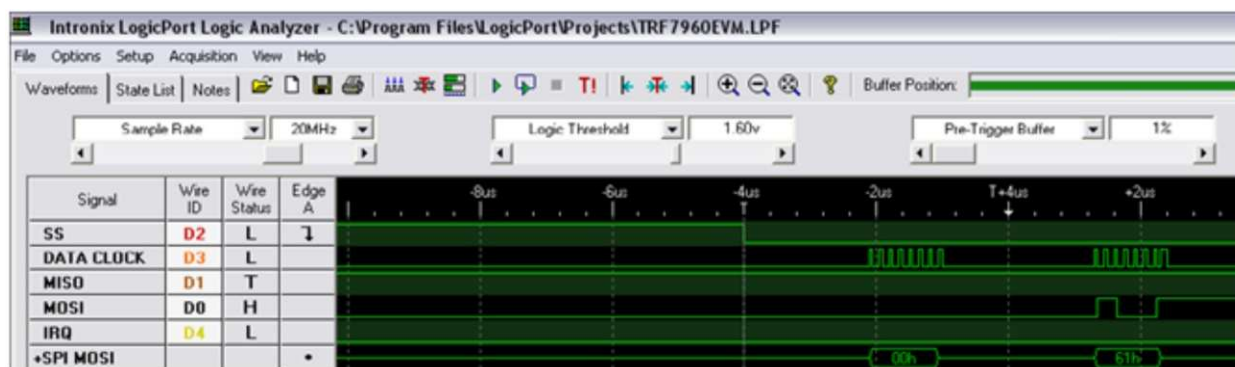 Intronix LogicPort Logic Analyzer - C:\Program Files\LogicPort\Projects\TRF7960EVM.LPF
File Options Setup Acquisition View Help
Waveforms State List Notes T! T Buffer Position:
Sample Rate 20MHz Logic Threshold 1.60v Pre-Trigger Buffer 1%
Signal Wire ID Wire Status Edge A -8us -6us -4us -2us T+4us +2us
T
SS D2 L
DATA CLOCK D3 L
MISO D1 T
MOSI D0 H
IRQ D4 L
+SPI MOSI 00h 61h